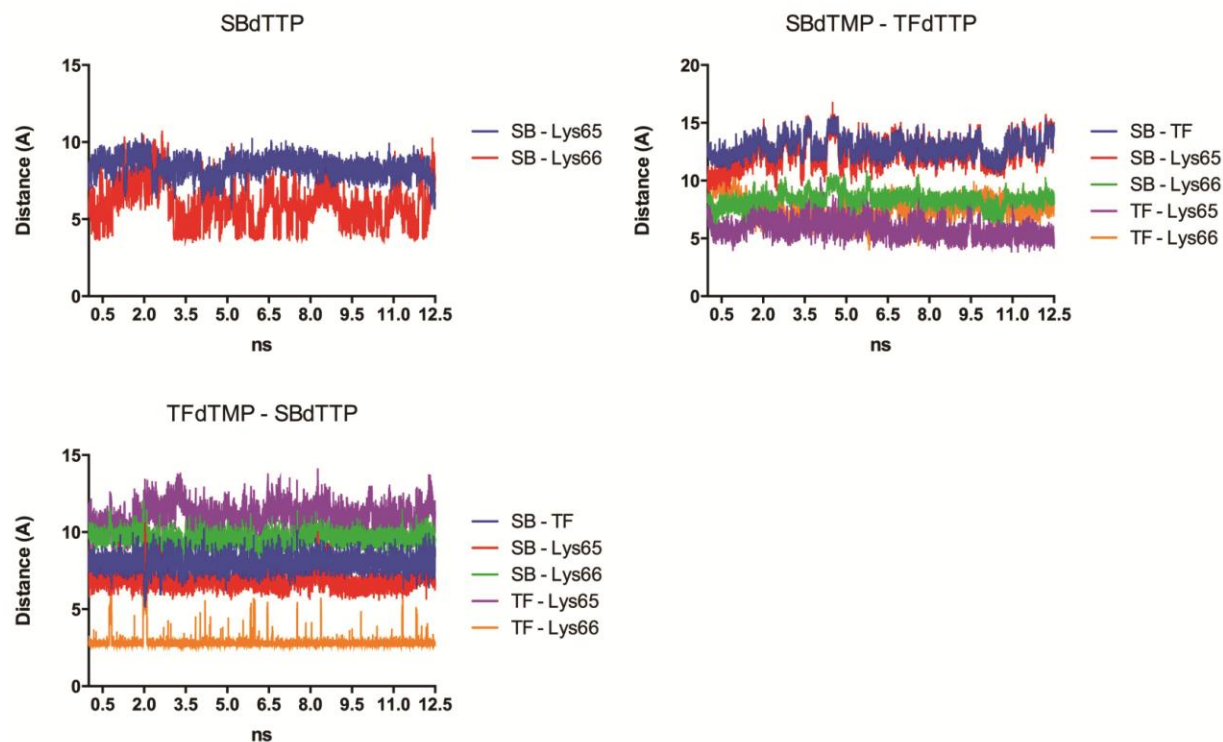 SBdTTP
15
10
5
0
Distance (A)
0.5 2.0 3.5 5.0 6.5 8.0 9.5 11.0 12.5
ns
SB - Lys65
SB - Lys66
SBdTMP - TFdTTP
20
15
10
5
0
Distance (A)
0.5 2.0 3.5 5.0 6.5 8.0 9.5 11.0 12.5
ns
SB - TF
SB - Lys65
SB - Lys66
TF - Lys65
TF - Lys66
TFdTMP - SBdTTP
15
10
5
0
Distance (A)
0.5 2.0 3.5 5.0 6.5 8.0 9.5 11.0 12.5
ns
SB - TF
SB - Lys65
SB - Lys66
TF - Lys65
TF - Lys66